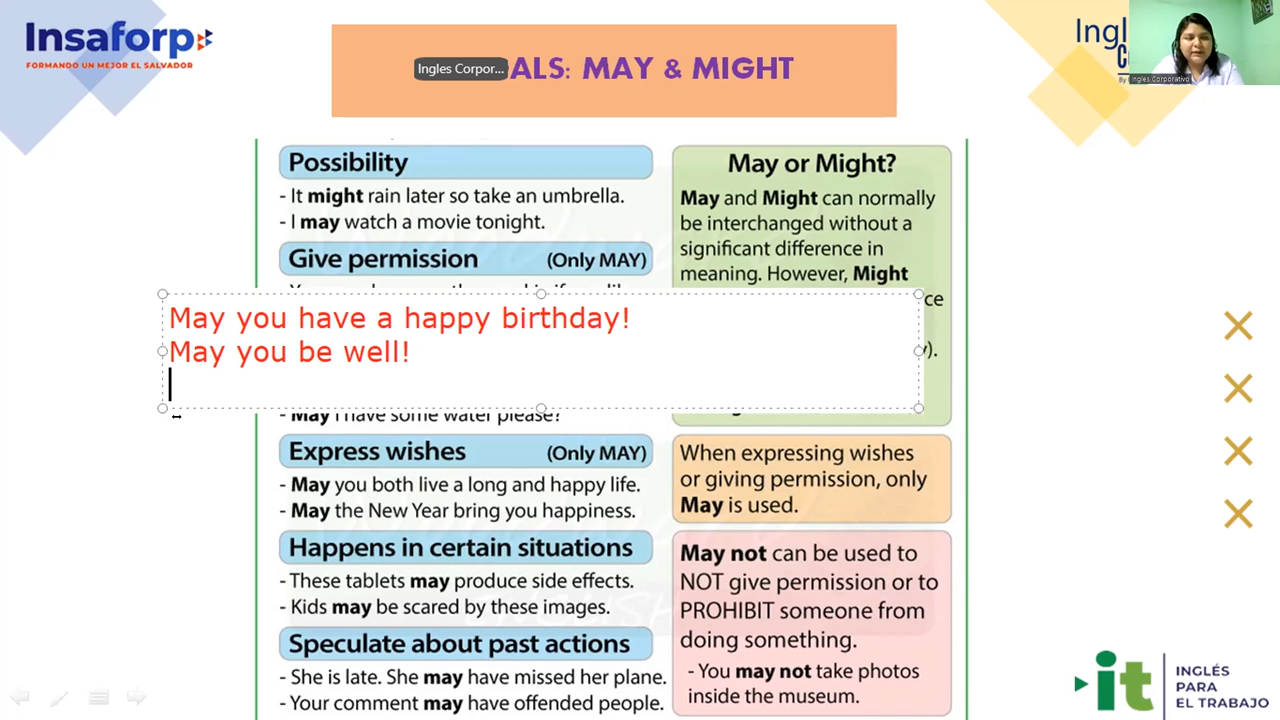 Insaforp
FORMANDO UN MEJOR EL SALVADOR
Ingles Corpor...
ALS: MAY & MIGHT
Ingl
C
By Ingles Corporativo
Possibility
- It might rain later so take an umbrella.
- I may watch a movie tonight.
Give permission (Only MAY)
May you have a happy birthday!
May you be well!
- May I have some water please?
Express wishes (Only MAY)
- May you both live a long and happy life.
- May the New Year bring you happiness.
Happens in certain situations
- These tablets may produce side effects.
- Kids may be scared by these images.
Speculate about past actions
- She is late. She may have missed her plane.
- Your comment may have offended people.
May or Might?
May and Might can normally
be interchanged without a
significant difference in
meaning. However, Might
ce
y).
When expressing wishes
or giving permission, only
May is used.
May not can be used to
NOT give permission or to
PROHIBIT someone from
doing something.
- You may not take photos
inside the museum.
it
INGLÉS
PARA
EL TRABAJO